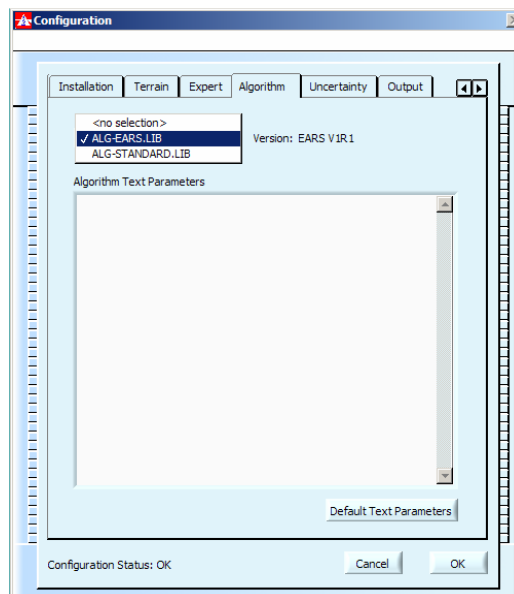 Configuration
Installation Terrain Expert Algorithm Uncertainty Output
<no selection>
✓ ALG-EARS.LIB Version: EARS V1R1
ALG-STANDARD.LIB
Algorithm Text Parameters
Default Text Parameters
Configuration Status: OK Cancel OK